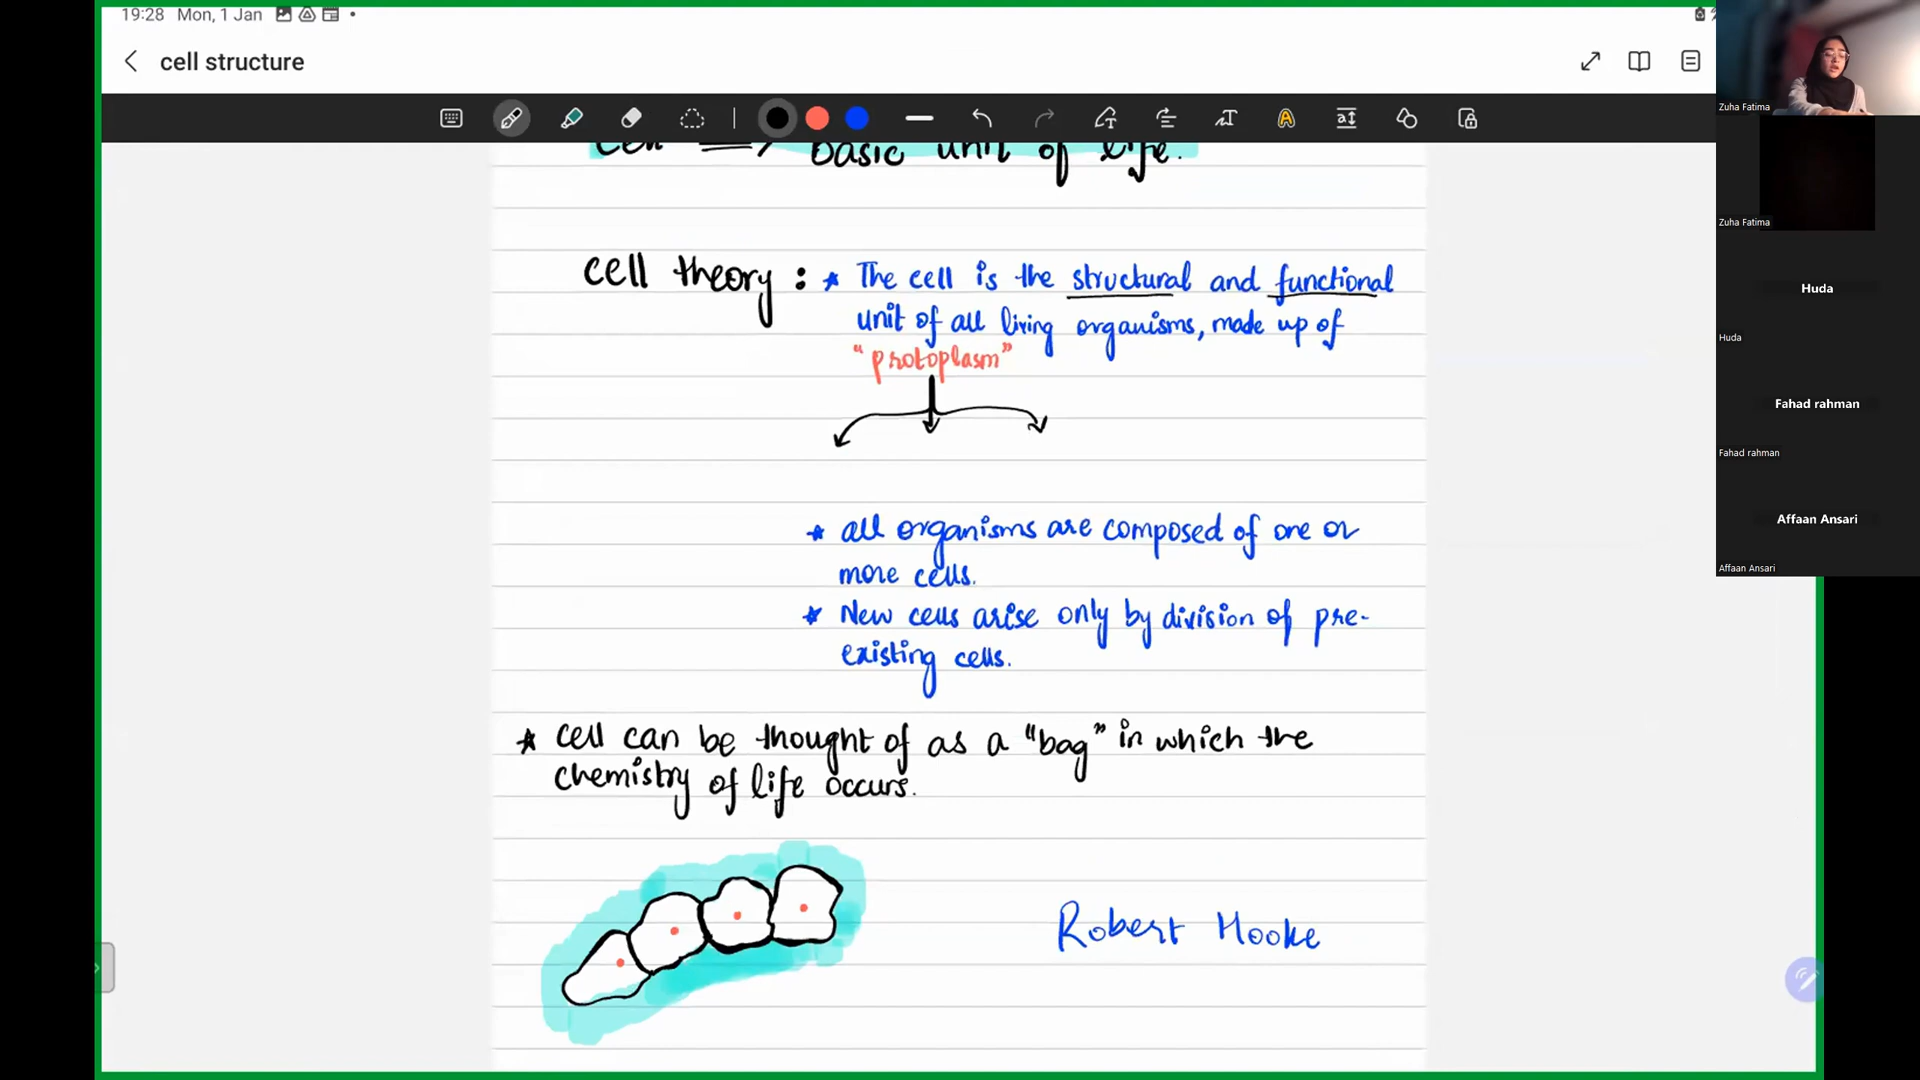 19:28 Mon, 1 Jan
cell structure
Cell ⟹ basic unit of life.
cell theory : * The cell is the structural and functional
unit of all living organisms, made up of
"protoplasm"
* all organisms are composed of one or
more cells.
* New cells arise only by division of pre-
existing cells.
* cell can be thought of as a "bag" in which the
chemistry of life occurs.
Robert Hooke
Zuha Fatima
Zuha Fatima
Huda
Huda
Fahad rahman
Fahad rahman
Affaan Ansari
Affaan Ansari